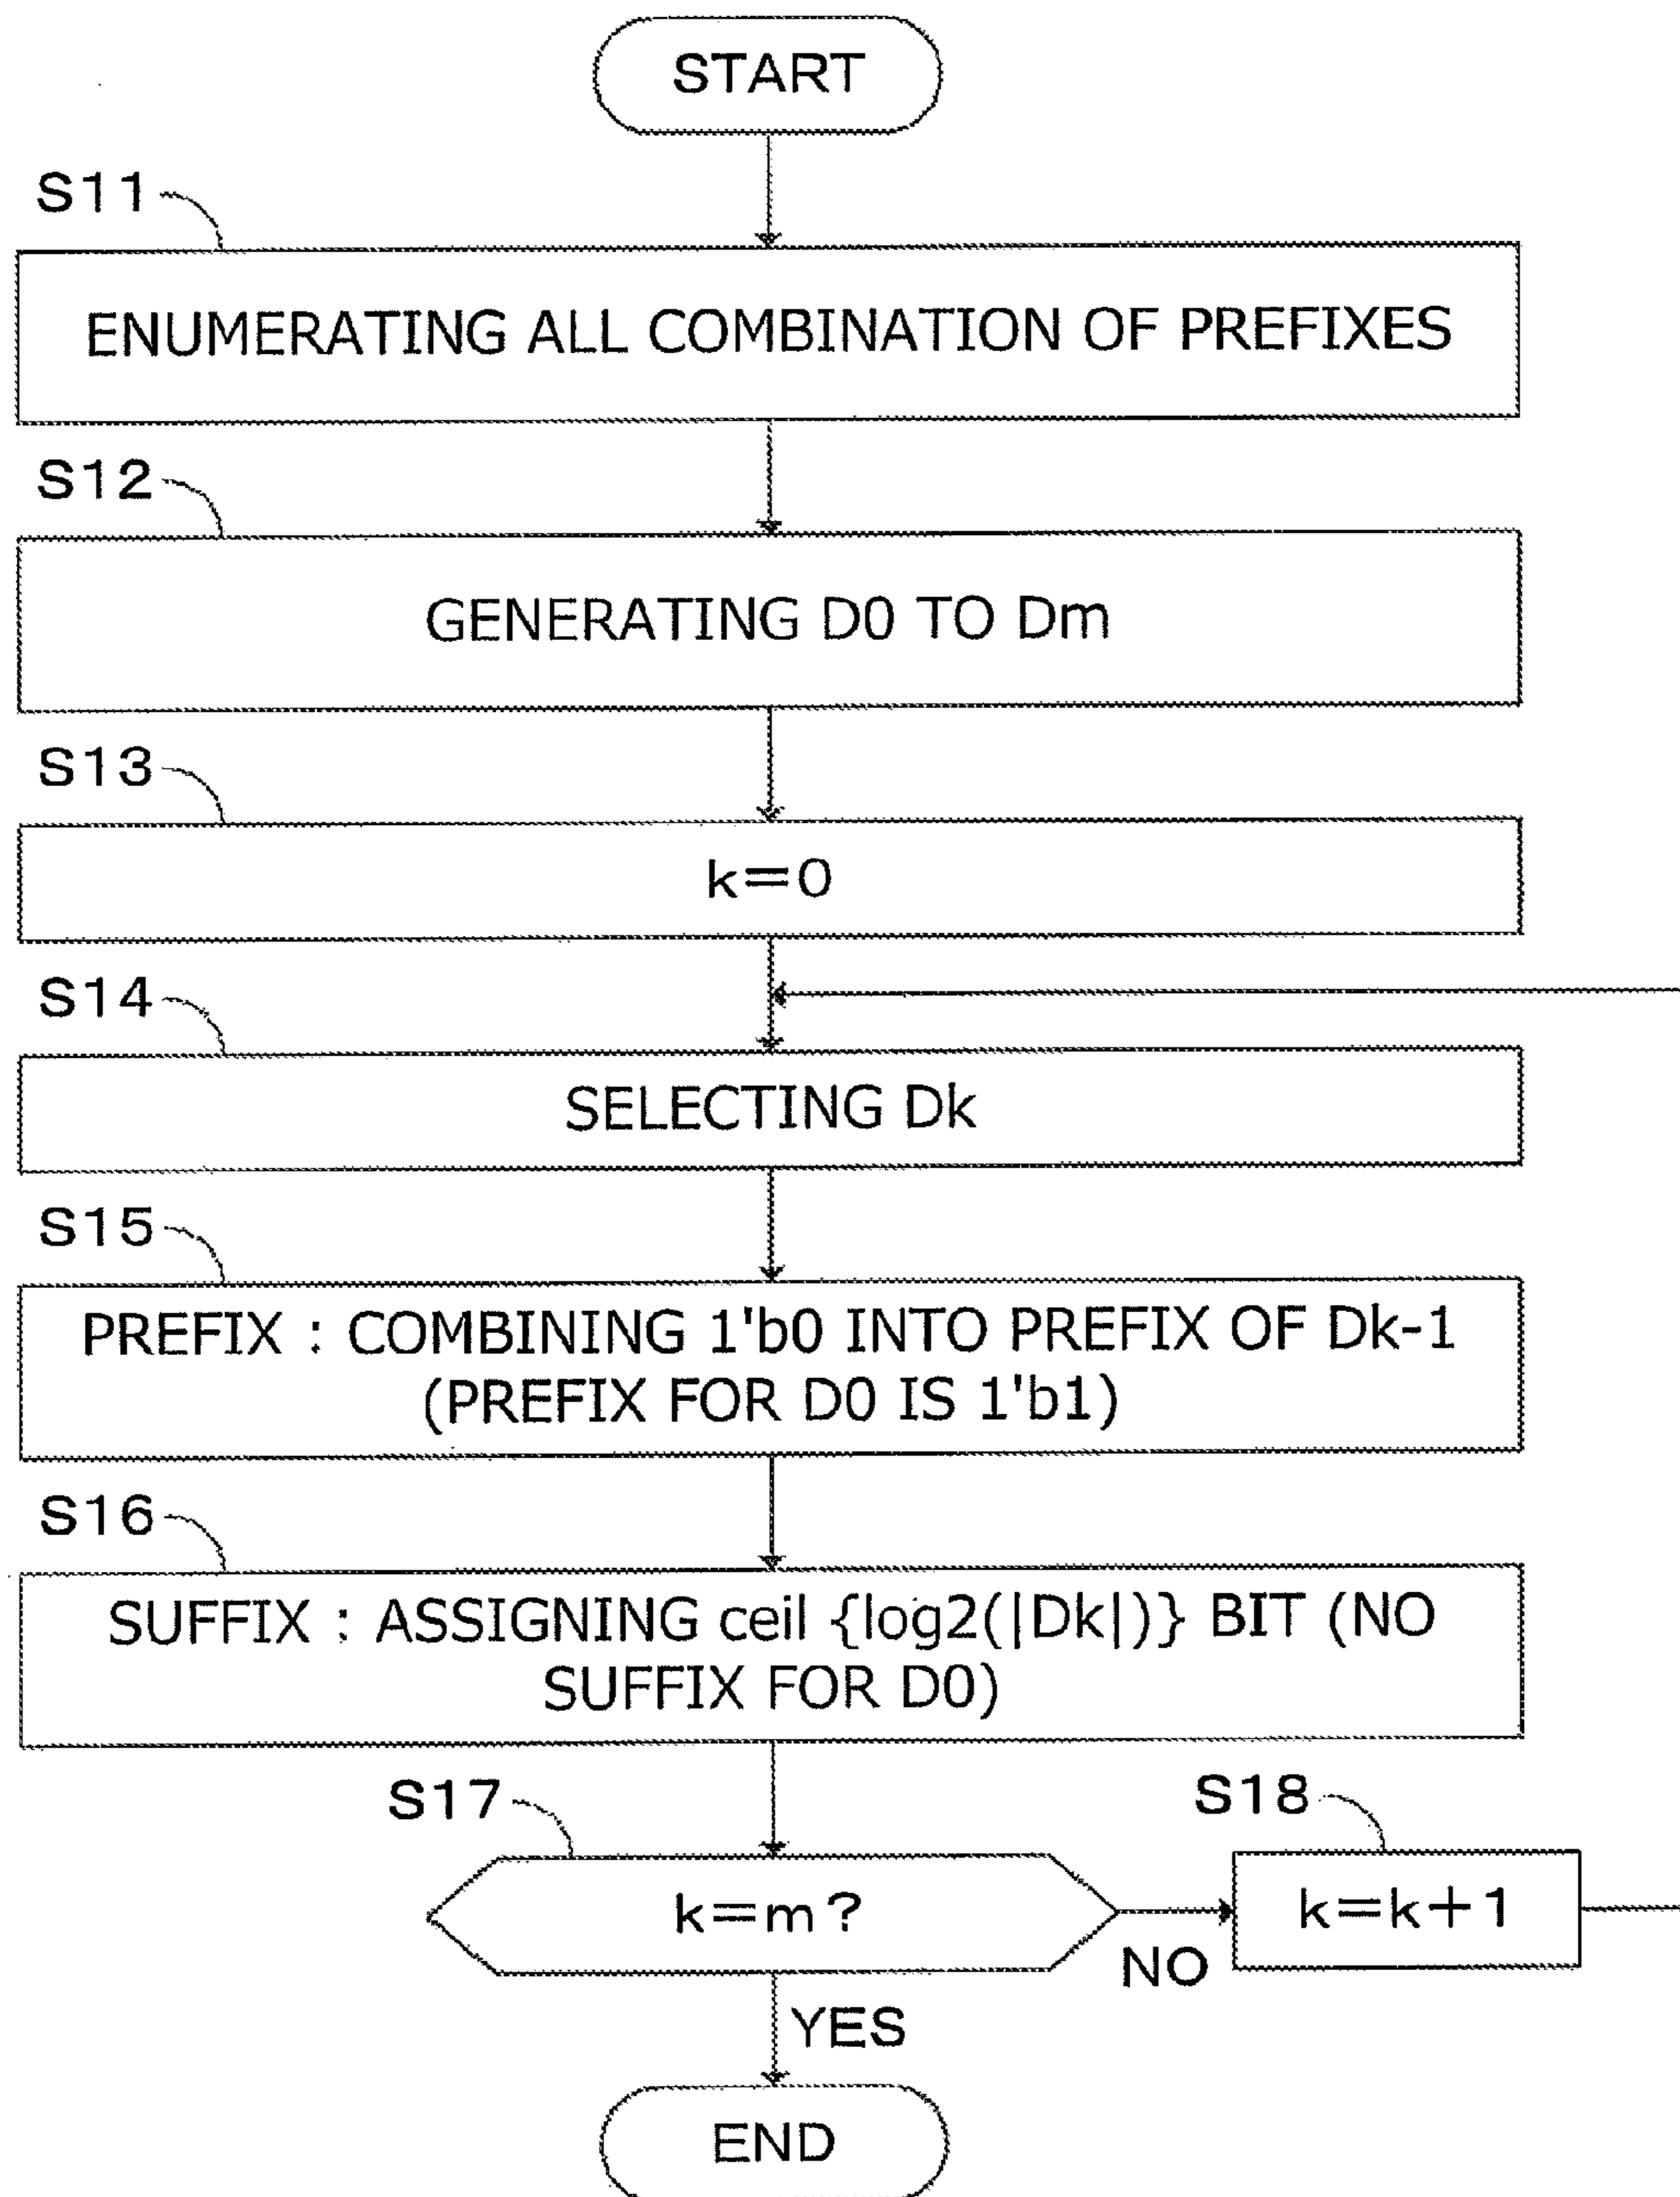 START
S11
ENUMERATING ALL COMBINATION OF PREFIXES
S12
GENERATING D0 TO Dm
S13
k=0
S14
SELECTING Dk
S15
PREFIX : COMBINING 1'b0 INTO PREFIX OF Dk-1
(PREFIX FOR D0 IS 1'b1)
S16
SUFFIX : ASSIGNING ceil {log2(|Dk|)} BIT (NO
SUFFIX FOR D0)
S17
k=m?
NO
S18
k=k+1
YES
END